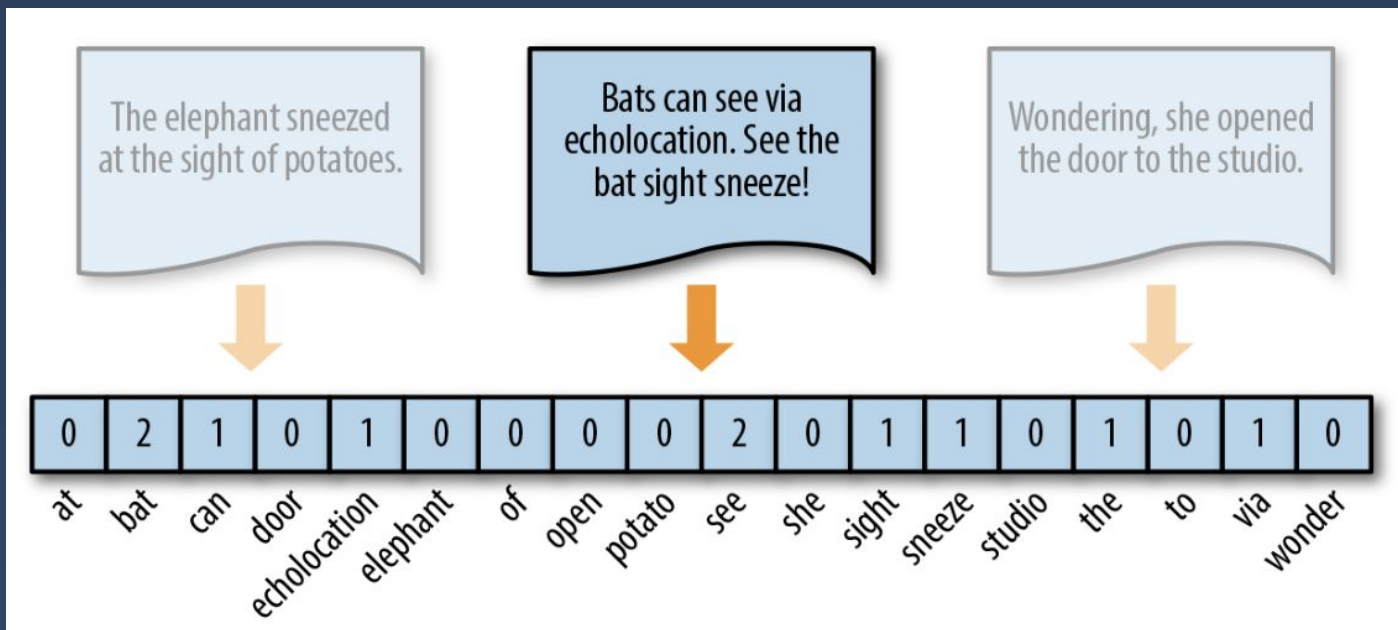 The elephant sneezed
at the sight of potatoes.
Bats can see via
echolocation. See the
bat sight sneeze!
Wondering, she opened
the door to the studio.
0 2 1 0 1 0 0 0 0 2 0 1 1 0 1 0 1 0
at bat can door echolocation elephant of open potato see she sight sneeze studio the to via wonder